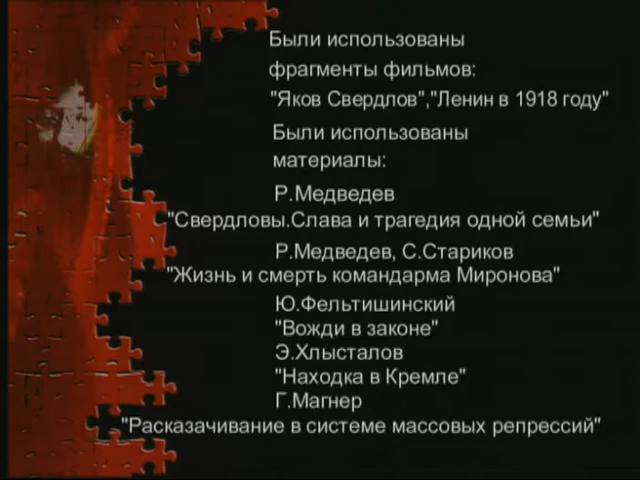 Были использованы
фрагменты фильмов:
"Яков Свердлов","Ленин в 1918 году"
Были использованы
материалы:
Р.Медведев
"Свердловы.Слава и трагедия одной семьи"
Р.Медведев, С.Стариков
"Жизнь и смерть командарма Миронова"
Ю.Фельтишинский
"Вожди в законе"
Э.Хлысталов
"Находка в Кремле"
Г.Магнер
"Расказачивание в системе массовых репрессий"